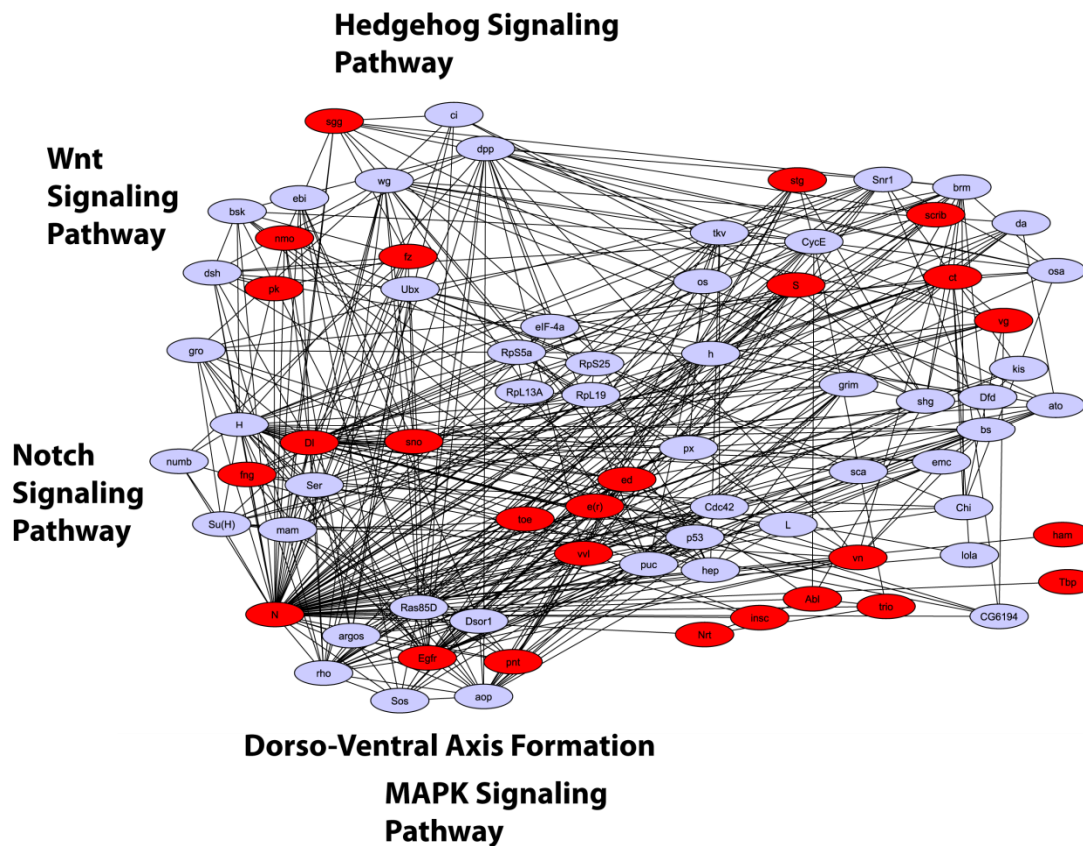 Hedgehog Signaling
Pathway
sgg
ci
dpp
Wnt
Signaling
Pathway
wg
stg
Snr1
brm
ebi
bsk
scrib
da
nmo
tkv
CycE
fz
dsh
osa
pk
Ubx
os
S
ct
eIF-4a
vg
gro
RpS5a
RpS25
h
kis
RpL13A
RpL19
grim
shg
Dfd
ato
H
Dl
sno
bs
px
Notch
Signaling
Pathway
numb
fng
Ser
ed
sca
emc
Su(H)
mam
toe
e(r)
Cdc42
L
Chi
p53
ham
vvl
puc
hep
vn
lola
Tbp
N
Ras85D
Dsor1
Abl
trio
argos
insc
Nrt
CG6194
rho
Egfr
pnt
Sos
aop
Dorso-Ventral Axis Formation
MAPK Signaling
Pathway